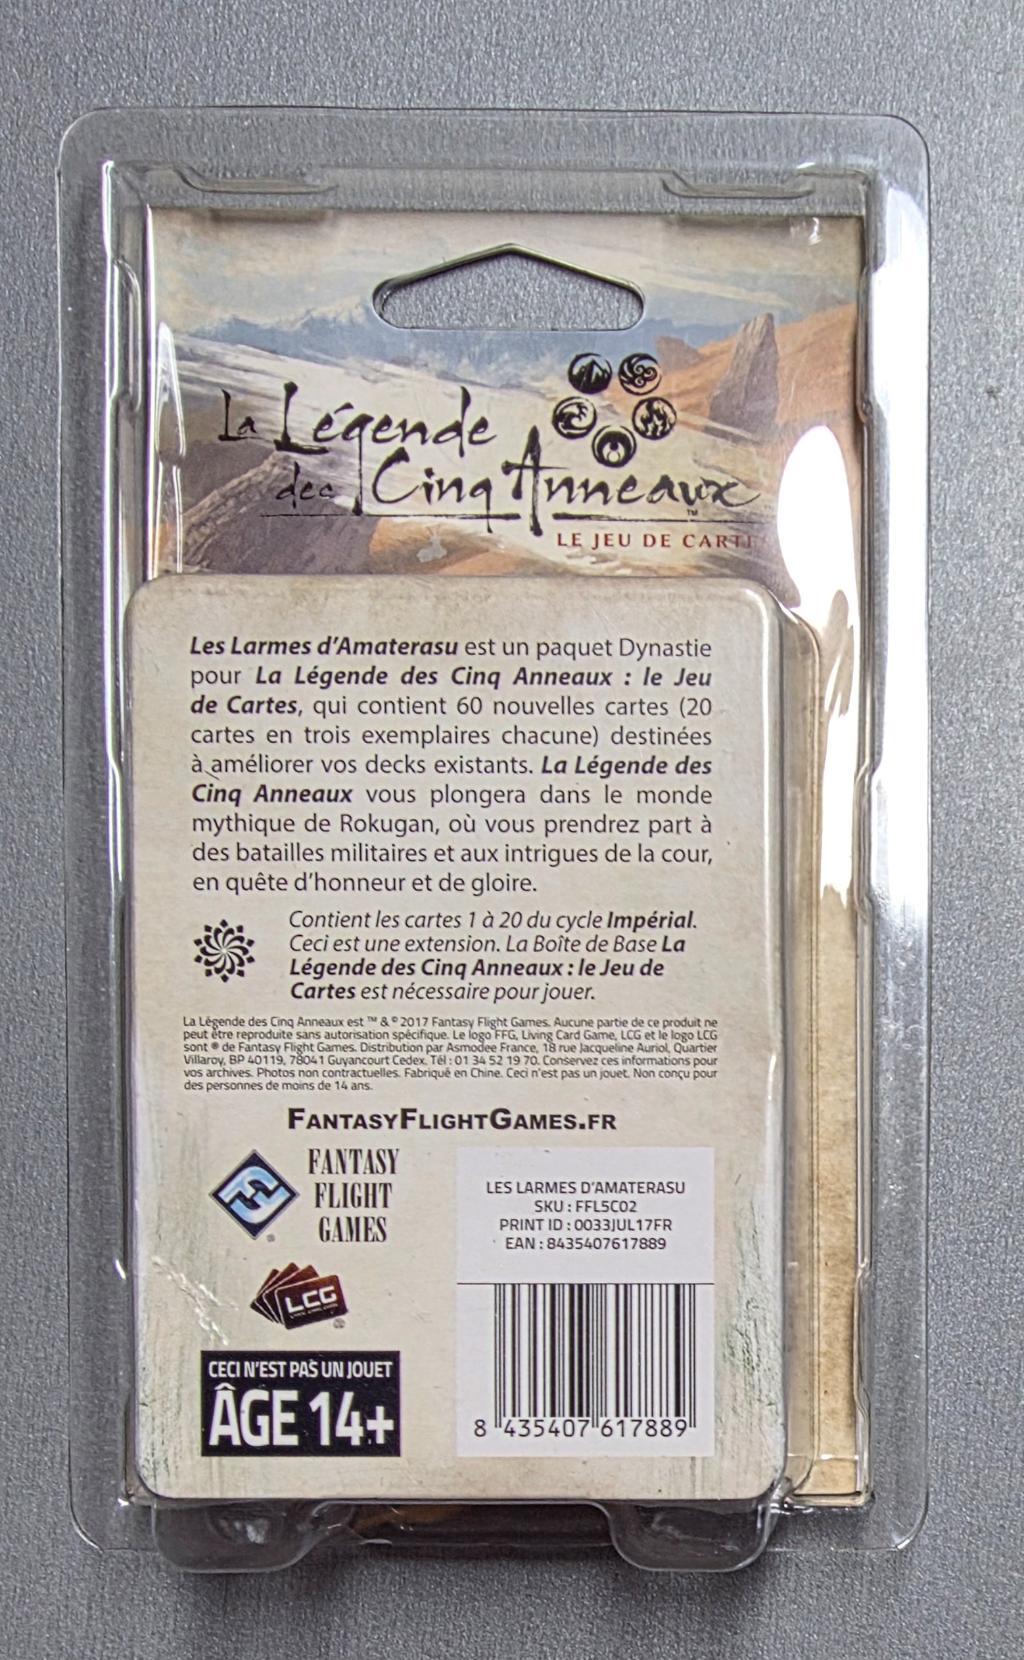 La Légende
des Cinq Anneaux™
LE JEU DE CARTE
Les Larmes d'Amaterasu est un paquet Dynastie
pour La Légende des Cinq Anneaux : le Jeu
de Cartes, qui contient 60 nouvelles cartes (20
cartes en trois exemplaires chacune) destinées
à améliorer vos decks existants. La Légende des
Cinq Anneaux vous plongera dans le monde
mythique de Rokugan, où vous prendrez part à
des batailles militaires et aux intrigues de la cour,
en quête d'honneur et de gloire.
Contient les cartes 1 à 20 du cycle Impérial.
Ceci est une extension. La Boîte de Base La
Légende des Cinq Anneaux : le Jeu de
Cartes est nécessaire pour jouer.
La Légende des Cinq Anneaux est ™ & © 2017 Fantasy Flight Games. Aucune partie de ce produit ne
peut être reproduite sans autorisation spécifique. Le logo FFG, Living Card Game, LCG et le logo LCG
sont ® de Fantasy Flight Games. Distribution par Asmodee France, 18 rue Jacqueline Auriol, Quartier
Villaroy, BP 40119, 78041 Guyancourt Cedex. Tél : 01 34 52 19 70. Conservez ces informations pour
vos archives. Photos non contractuelles. Fabriqué en Chine. Ceci n'est pas un jouet. Non conçu pour
des personnes de moins de 14 ans.
FANTASYFLIGHTGAMES.FR
FANTASY
FLIGHT
GAMES
®
LCG
®
CECI N'EST PAS UN JOUET
ÂGE 14+
LES LARMES D'AMATERASU
SKU : FFL5C02
PRINT ID : 0033JUL17FR
EAN : 8435407617889
8 435407 617889